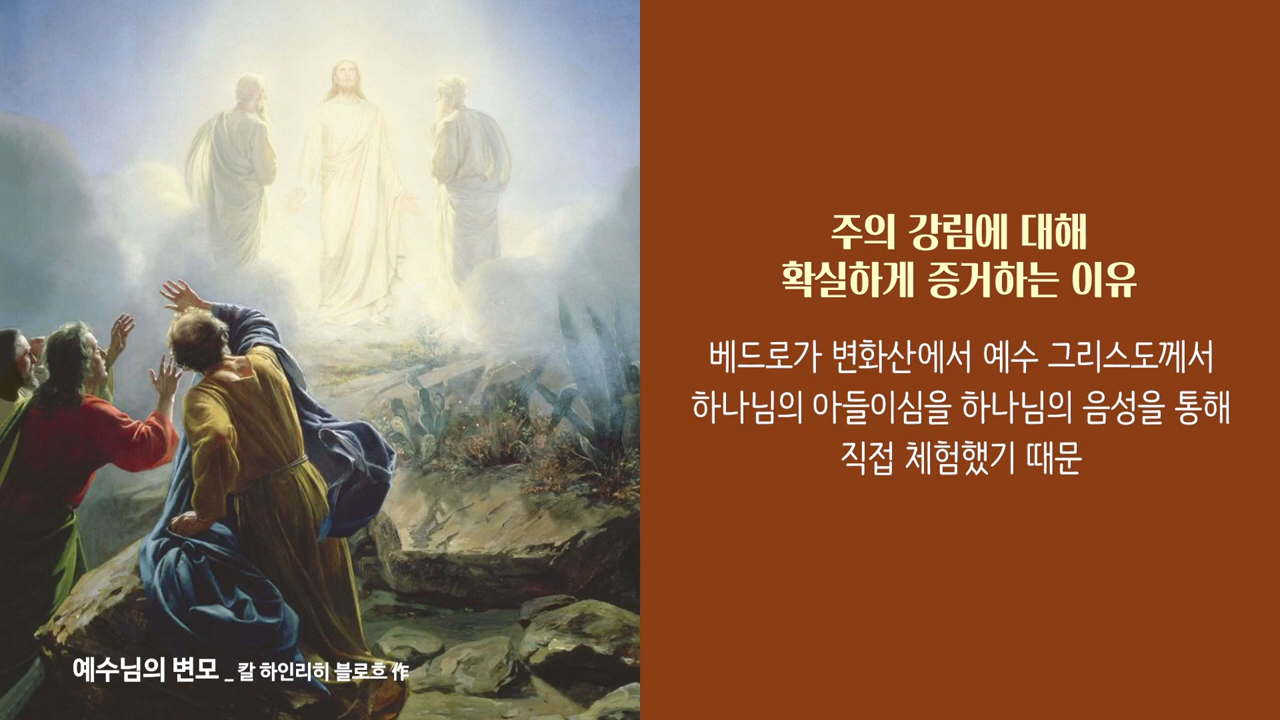 주의 강림에 대해
확실하게 증거하는 이유
베드로가 변화산에서 예수 그리스도께서
하나님의 아들이심을 하나님의 음성을 통해
직접 체험했기 때문
예수님의 변모 _ 칼 하인리히 블로흐 作